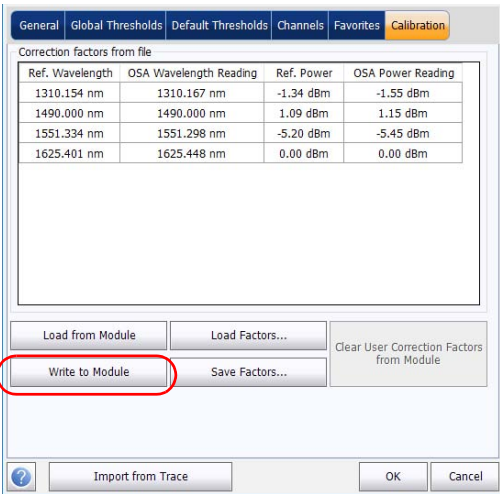 General Global Thresholds Default Thresholds Channels Favorites Calibration
Correction factors from file
Ref. Wavelength OSA Wavelength Reading Ref. Power OSA Power Reading
1310.154 nm 1310.167 nm -1.34 dBm -1.55 dBm
1490.000 nm 1490.000 nm 1.09 dBm 1.15 dBm
1551.334 nm 1551.298 nm -5.20 dBm -5.45 dBm
1625.401 nm 1625.448 nm 0.00 dBm 0.00 dBm
Load from Module Load Factors...
Clear User Correction Factors
from Module
Write to Module Save Factors...
? Import from Trace OK Cancel